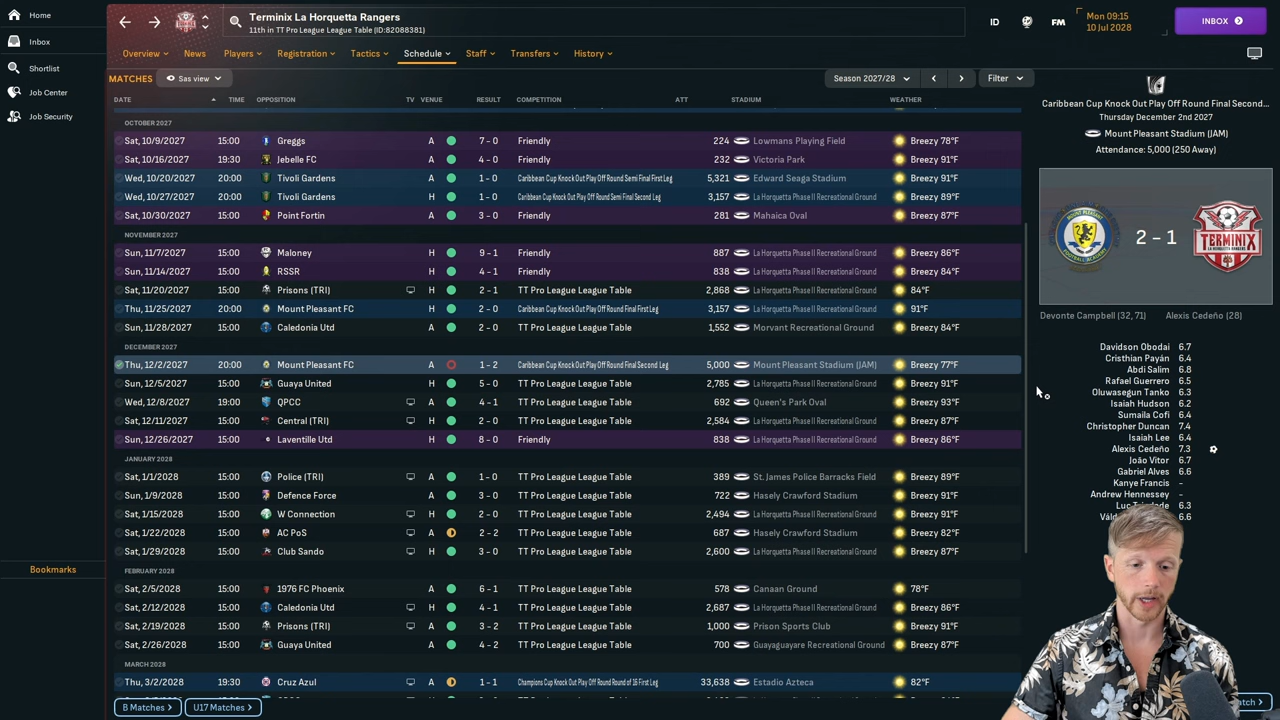 Home
Inbox
Shortlist
Job Center
Job Security
Bookmarks
Terminix La Horquetta Rangers
11th in TT Pro League League Table (ID:82088381)
ID
FM
Mon 09:15
10 Jul 2028
INBOX
Overview News Players Registration Tactics Schedule Staff Transfers History
MATCHES Sas view Season 2027/28 Filter
DATE TIME OPPOSITION TV VENUE RESULT COMPETITION ATT STADIUM WEATHER
OCTOBER 2027
Sat, 10/9/2027 15:00 Greggs A 7 - 0 Friendly 224 Lowmans Playing Field Breezy 78°F
Sat, 10/16/2027 19:30 Jebelle FC A 4 - 0 Friendly 232 Victoria Park Breezy 91°F
Wed, 10/20/2027 20:00 Tivoli Gardens A 1 - 0 Caribbean Cup Knock Out Play Off Round Semi Final First Leg 5,321 Edward Seaga Stadium Breezy 91°F
Wed, 10/27/2027 20:00 Tivoli Gardens H 1 - 0 Caribbean Cup Knock Out Play Off Round Semi Final Second Leg 3,157 La Horquetta Phase II Recreational Ground Breezy 89°F
Sat, 10/30/2027 15:00 Point Fortin A 3 - 0 Friendly 281 Mahaica Oval Breezy 87°F
NOVEMBER 2027
Sun, 11/7/2027 15:00 Maloney H 9 - 1 Friendly 887 La Horquetta Phase II Recreational Ground Breezy 86°F
Sun, 11/14/2027 15:00 RSSR H 4 - 1 Friendly 838 La Horquetta Phase II Recreational Ground Breezy 84°F
Sat, 11/20/2027 15:00 Prisons (TRI) H 2 - 1 TT Pro League League Table 2,868 La Horquetta Phase II Recreational Ground 84°F
Thu, 11/25/2027 20:00 Mount Pleasant FC H 2 - 0 Caribbean Cup Knock Out Play Off Round Final First Leg 3,157 La Horquetta Phase II Recreational Ground 91°F
Sun, 11/28/2027 15:00 Caledonia Utd A 2 - 0 TT Pro League League Table 1,552 Morvant Recreational Ground Breezy 84°F
DECEMBER 2027
Thu, 12/2/2027 20:00 Mount Pleasant FC A 1 - 2 Caribbean Cup Knock Out Play Off Round Final Second Leg 5,000 Mount Pleasant Stadium (JAM) Breezy 77°F
Sun, 12/5/2027 15:00 Guaya United H 5 - 0 TT Pro League League Table 2,785 La Horquetta Phase II Recreational Ground Breezy 91°F
Wed, 12/8/2027 19:00 QPCC A 4 - 1 TT Pro League League Table 692 Queen's Park Oval Breezy 93°F
Sat, 12/11/2027 15:00 Central (TRI) H 2 - 0 TT Pro League League Table 2,584 La Horquetta Phase II Recreational Ground Breezy 87°F
Sun, 12/26/2027 15:00 Laventille Utd H 8 - 0 Friendly 838 La Horquetta Phase II Recreational Ground Breezy 86°F
JANUARY 2028
Sat, 1/1/2028 15:00 Police (TRI) A 1 - 0 TT Pro League League Table 389 St. James Police Barracks Field Breezy 89°F
Sun, 1/9/2028 15:00 Defence Force A 3 - 0 TT Pro League League Table 722 Hasely Crawford Stadium Breezy 91°F
Sat, 1/15/2028 15:00 W Connection H 2 - 0 TT Pro League League Table 2,494 La Horquetta Phase II Recreational Ground Breezy 91°F
Sat, 1/22/2028 15:00 AC PoS A 2 - 2 TT Pro League League Table 687 Hasely Crawford Stadium Breezy 82°F
Sat, 1/29/2028 15:00 Club Sando H 3 - 0 TT Pro League League Table 2,600 La Horquetta Phase II Recreational Ground Breezy 87°F
FEBRUARY 2028
Sat, 2/5/2028 15:00 1976 FC Phoenix A 6 - 1 TT Pro League League Table 578 Canaan Ground 78°F
Sat, 2/12/2028 15:00 Caledonia Utd H 4 - 1 TT Pro League League Table 2,687 La Horquetta Phase II Recreational Ground Breezy 86°F
Sat, 2/19/2028 15:00 Prisons (TRI) A 3 - 2 TT Pro League League Table 1,000 Prison Sports Club Breezy 91°F
Sat, 2/26/2028 15:00 Guaya United A 4 - 2 TT Pro League League Table 700 Guayaguayare Recreational Ground Breezy 87°F
MARCH 2028
Thu, 3/2/2028 19:30 Cruz Azul A 1 - 1 Champions Cup Knock Out Play Off Round Round of 16 First Leg 33,638 Estadio Azteca 82°F
B Matches U17 Matches
Caribbean Cup Knock Out Play Off Round Final Second...
Thursday December 2nd 2027
Mount Pleasant Stadium (JAM)
Attendance: 5,000 (250 Away)
MOUNT PLEASANT
FOOTBALL ACADEMY
2 - 1
TERMINIX
Devonte Campbell (32, 71) Alexis Cedeño (28)
Davidson Obodai 6.7
Cristhian Payán 6.4
Abdi Salim 6.8
Rafael Guerrero 6.5
Oluwasegun Tanko 6.3
Isaiah Hudson 6.2
Sumaila Cofi 6.4
Christopher Duncan 7.4
Isaiah Lee 6.4
Alexis Cedeño 7.3
João Vitor 6.7
Gabriel Alves 6.6
Kanye Francis -
Andrew Hennessey -
6.3
6.6